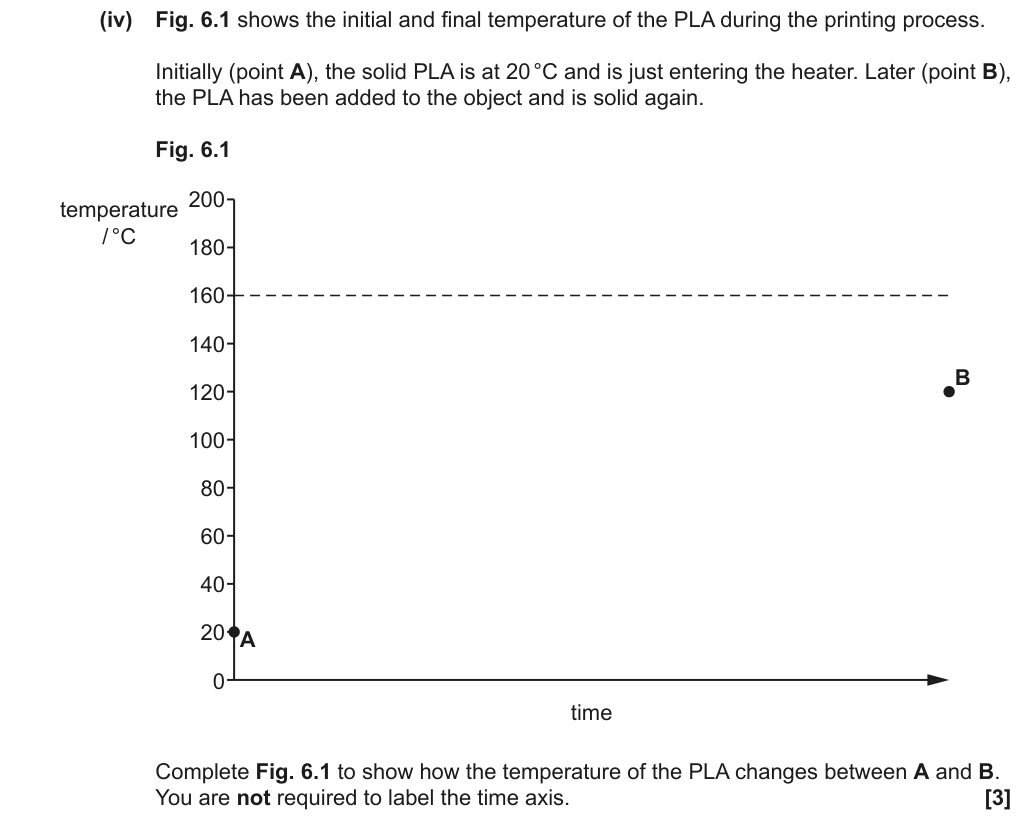 (iv) Fig. 6.1 shows the initial and final temperature of the PLA during the printing process.
Initially (point A), the solid PLA is at 20 °C and is just entering the heater. Later (point B),
the PLA has been added to the object and is solid again.
Fig. 6.1
temperature
/ °C
200
180
160
140
120
100
80
60
40
20
0
A
B
time
Complete Fig. 6.1 to show how the temperature of the PLA changes between A and B.
You are not required to label the time axis. [3]